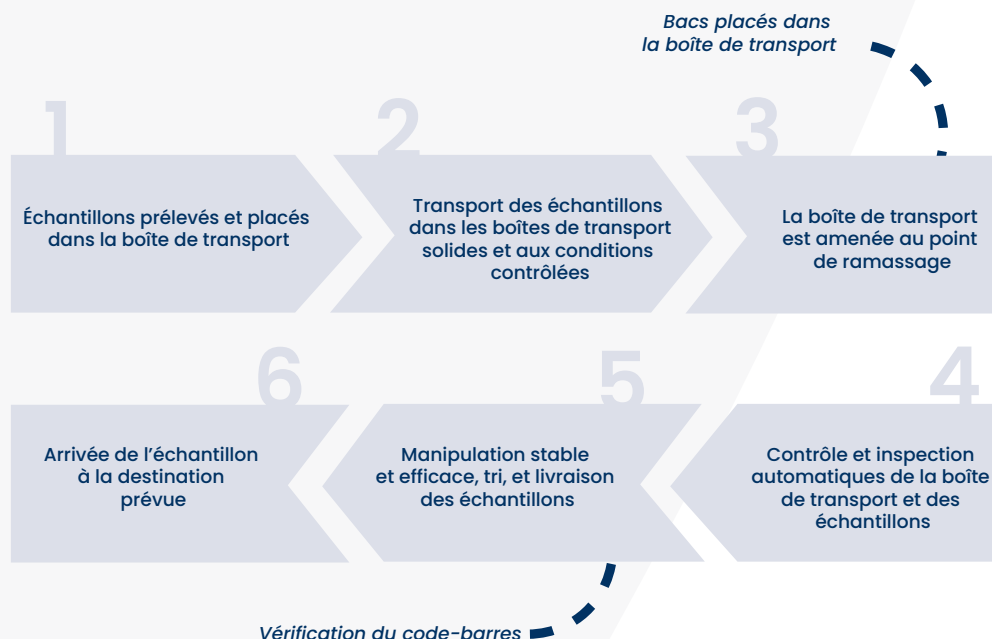 Bacs placés dans
la boîte de transport
1
Échantillons prélevés et placés
dans la boîte de transport
2
Transport des échantillons
dans les boîtes de transport
solides et aux conditions
contrôlées
3
La boîte de transport
est amenée au point
de ramassage
4
Contrôle et inspection
automatiques de la boîte
de transport et des
échantillons
5
Manipulation stable
et efficace, tri, et livraison
des échantillons
6
Arrivée de l’échantillon
à la destination
prévue
Vérification du code-barres